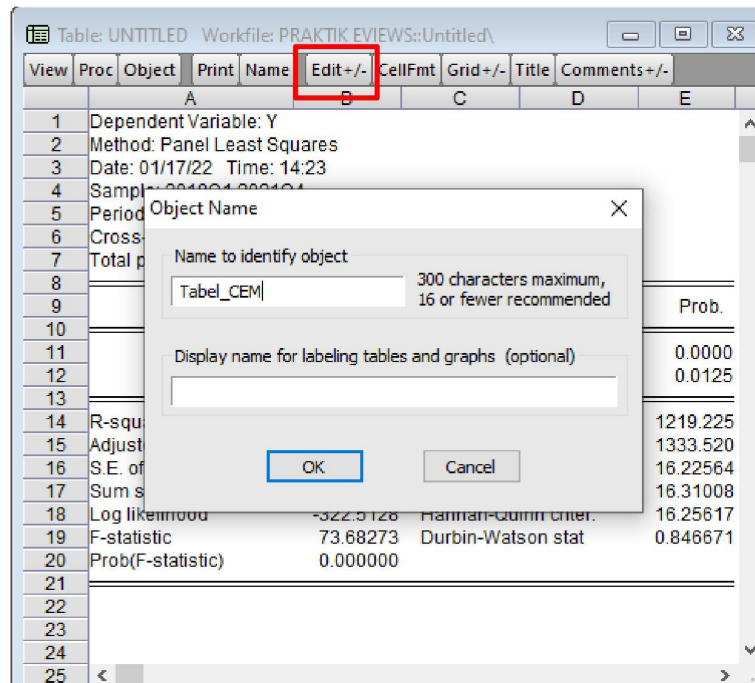 Table: UNTITLED Workfile: PRAKTIK EVIEWS::Untitled\
View Proc Object Print Name Edit+/- CellFmt Grid+/- Title Comments+/-
A B C D E
1 Dependent Variable: Y
2 Method: Panel Least Squares
3 Date: 01/17/22 Time: 14:23
4
5 Period
6 Cross-
7 Total p
8
9 Prob.
10
11 0.0000
12 0.0125
13
14 R-squ 1219.225
15 Adjust 1333.520
16 S.E. of 16.22564
17 Sum s 16.31008
18 Log likelihood -322.5128 Hannan-Quinn criter. 16.25617
19 F-statistic 73.68273 Durbin-Watson stat 0.846671
20 Prob(F-statistic) 0.000000
21
22
23
24
25
Object Name
Name to identify object
Tabel_CEM
300 characters maximum,
16 or fewer recommended
Display name for labeling tables and graphs (optional)
OK Cancel